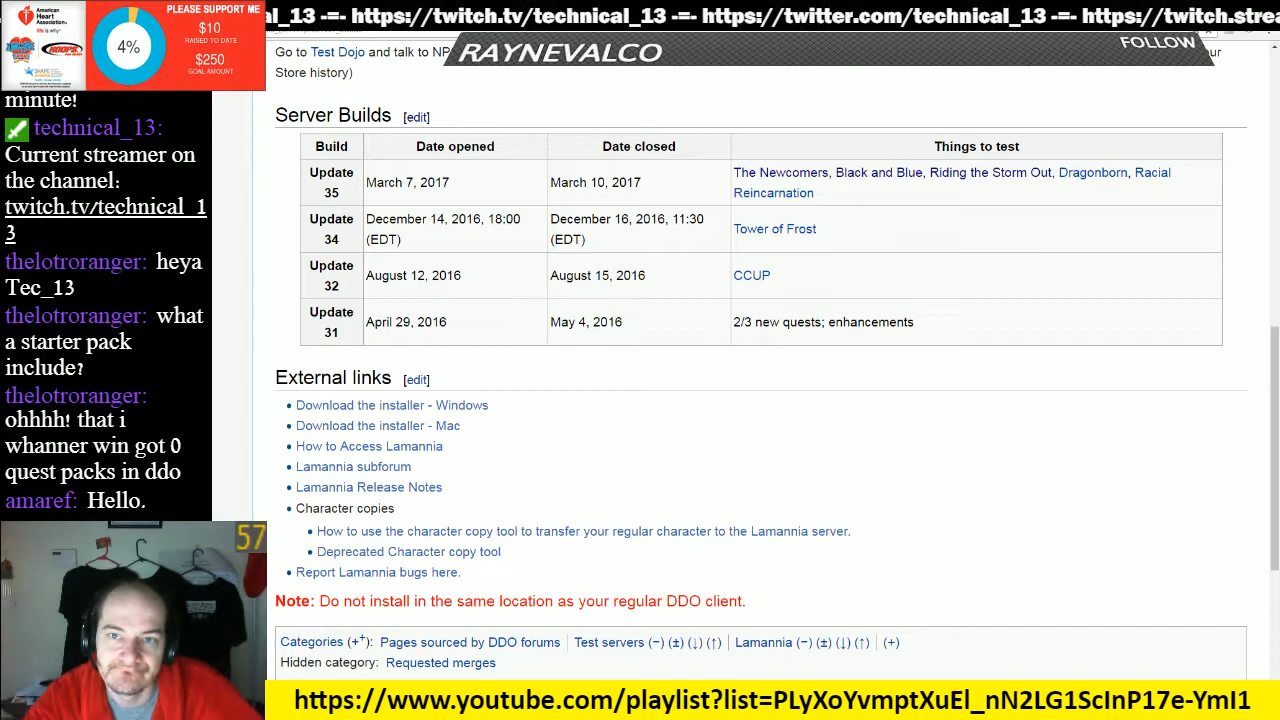 American Heart Association®
life is why™
4%
PLEASE SUPPORT ME
$10
RAISED TO DATE
$250
GOAL AMOUNT
al_13 -=- https://twitch.tv/technical_13 -=- https://twitter.com/technical_13 -=- https://twitch.stre
minute!
technical_13:
Current streamer on
the channel:
twitch.tv/technical_1
3
thelotroranger: heya
Tec_13
thelotroranger: what
a starter pack
include?
thelotroranger:
ohhhh! that i
whanner win got 0
quest packs in ddo
amaref: Hello.
57
Go to Test Dojo and talk to NP
RAYNEVALCO
FOLLOW
our
Store history)
Server Builds [edit]
Build Date opened Date closed Things to test
Update 35 March 7, 2017 March 10, 2017 The Newcomers, Black and Blue, Riding the Storm Out, Dragonborn, Racial Reincarnation
Update 34 December 14, 2016, 18:00 (EDT) December 16, 2016, 11:30 (EDT) Tower of Frost
Update 32 August 12, 2016 August 15, 2016 CCUP
Update 31 April 29, 2016 May 4, 2016 2/3 new quests; enhancements
External links [edit]
Download the installer - Windows
Download the installer - Mac
How to Access Lamannia
Lamannia subforum
Lamannia Release Notes
Character copies
How to use the character copy tool to transfer your regular character to the Lamannia server.
Deprecated Character copy tool
Report Lamannia bugs here.
Note: Do not install in the same location as your regular DDO client.
Categories (+⁺): Pages sourced by DDO forums | Test servers (−) (±) (↓) (↑) | Lamannia (−) (±) (↓) (↑) | (+)
Hidden category: Requested merges
https://www.youtube.com/playlist?list=PLyXoYvmptXuEl_nN2LG1ScInP17e-YmI1